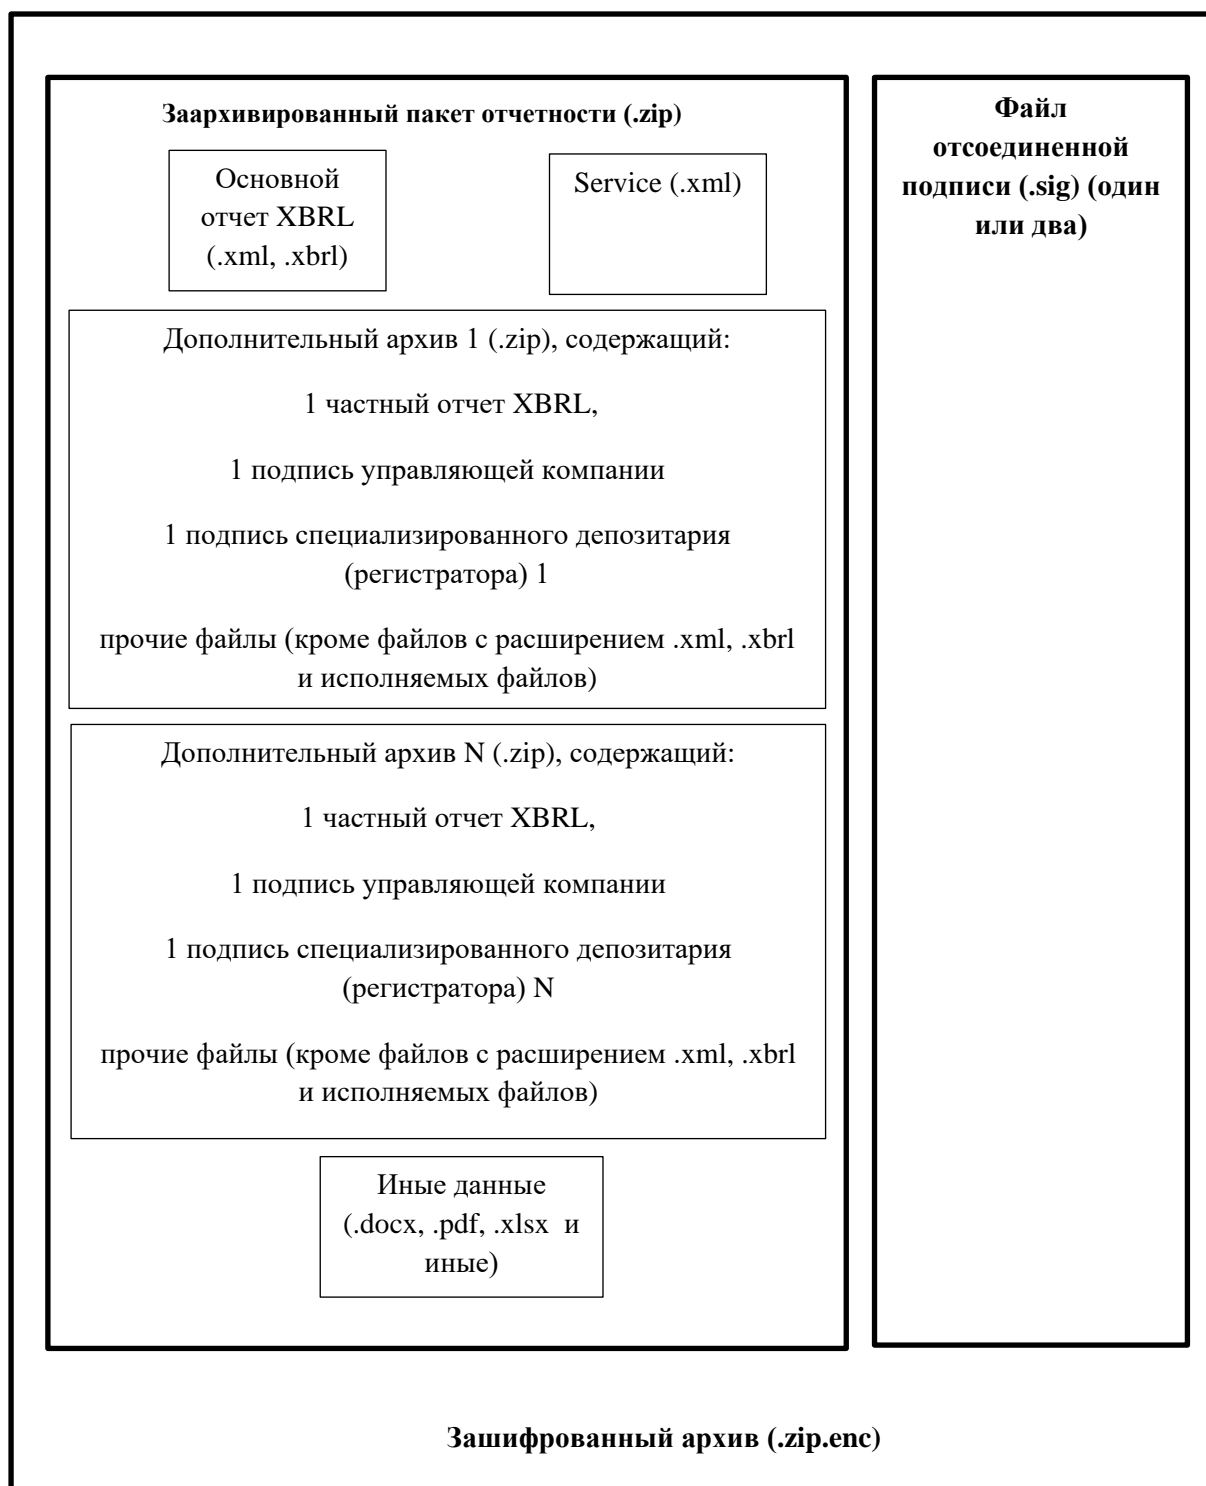 Заархивированный пакет отчетности (.zip)
Основной
отчет XBRL
(.xml, .xbrl)
Service (.xml)
Дополнительный архив 1 (.zip), содержащий:
1 частный отчет XBRL,
1 подпись управляющей компании
1 подпись специализированного депозитария
(регистратора) 1
прочие файлы (кроме файлов с расширением .xml, .xbrl
и исполняемых файлов)
Дополнительный архив N (.zip), содержащий:
1 частный отчет XBRL,
1 подпись управляющей компании
1 подпись специализированного депозитария
(регистратора) N
прочие файлы (кроме файлов с расширением .xml, .xbrl
и исполняемых файлов)
Иные данные
(.docx, .pdf, .xlsx  и
иные)
Файл
отсоединенной
подписи (.sig) (один
или два)
Зашифрованный архив (.zip.enc)